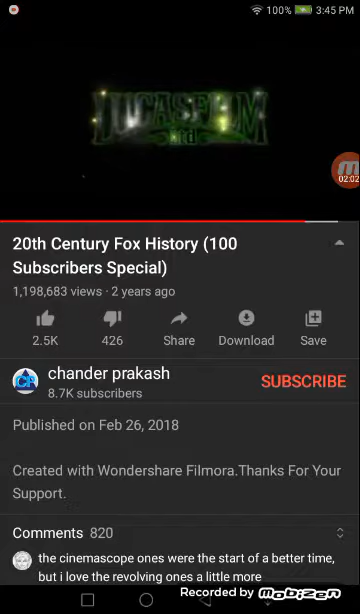 100% 3:45 PM
LUCASFILM
Ltd
02:02
20th Century Fox History (100
Subscribers Special)
1,198,683 views · 2 years ago
2.5K 426 Share Download Save
chander prakash
8.7K subscribers
SUBSCRIBE
Published on Feb 26, 2018
Created with Wondershare Filmora.Thanks For Your
Support.
Comments 820
the cinemascope ones were the start of a better time,
but i love the revolving ones a little more
Recorded by MOBIZEN